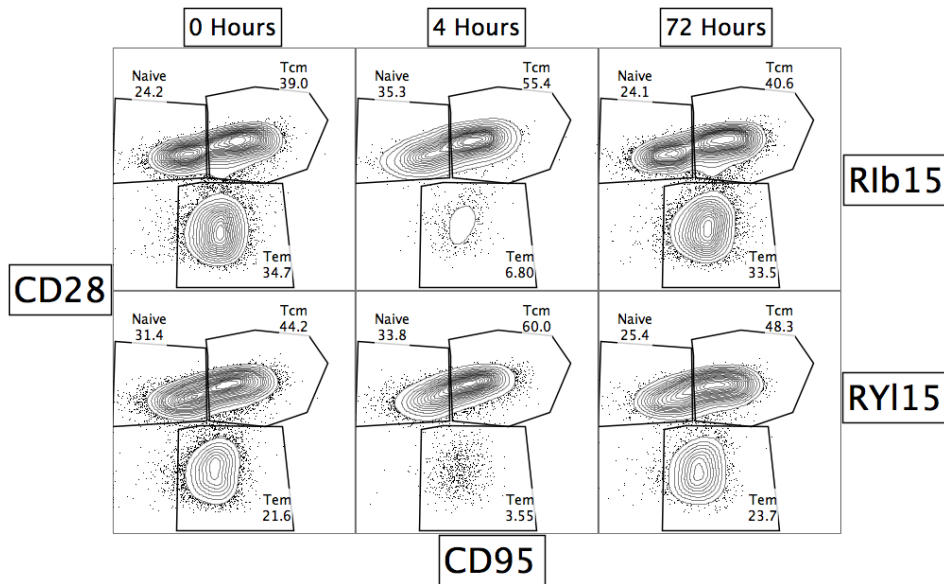 0 Hours
4 Hours
72 Hours
Naive
24.2
Tcm
39.0
Tem
34.7
Naive
35.3
Tcm
55.4
Tem
6.80
Naive
24.1
Tcm
40.6
Tem
33.5
RIb15
CD28
Naive
31.4
Tcm
44.2
Tem
21.6
Naive
33.8
Tcm
60.0
Tem
3.55
Naive
25.4
Tcm
48.3
Tem
23.7
RYl15
CD95